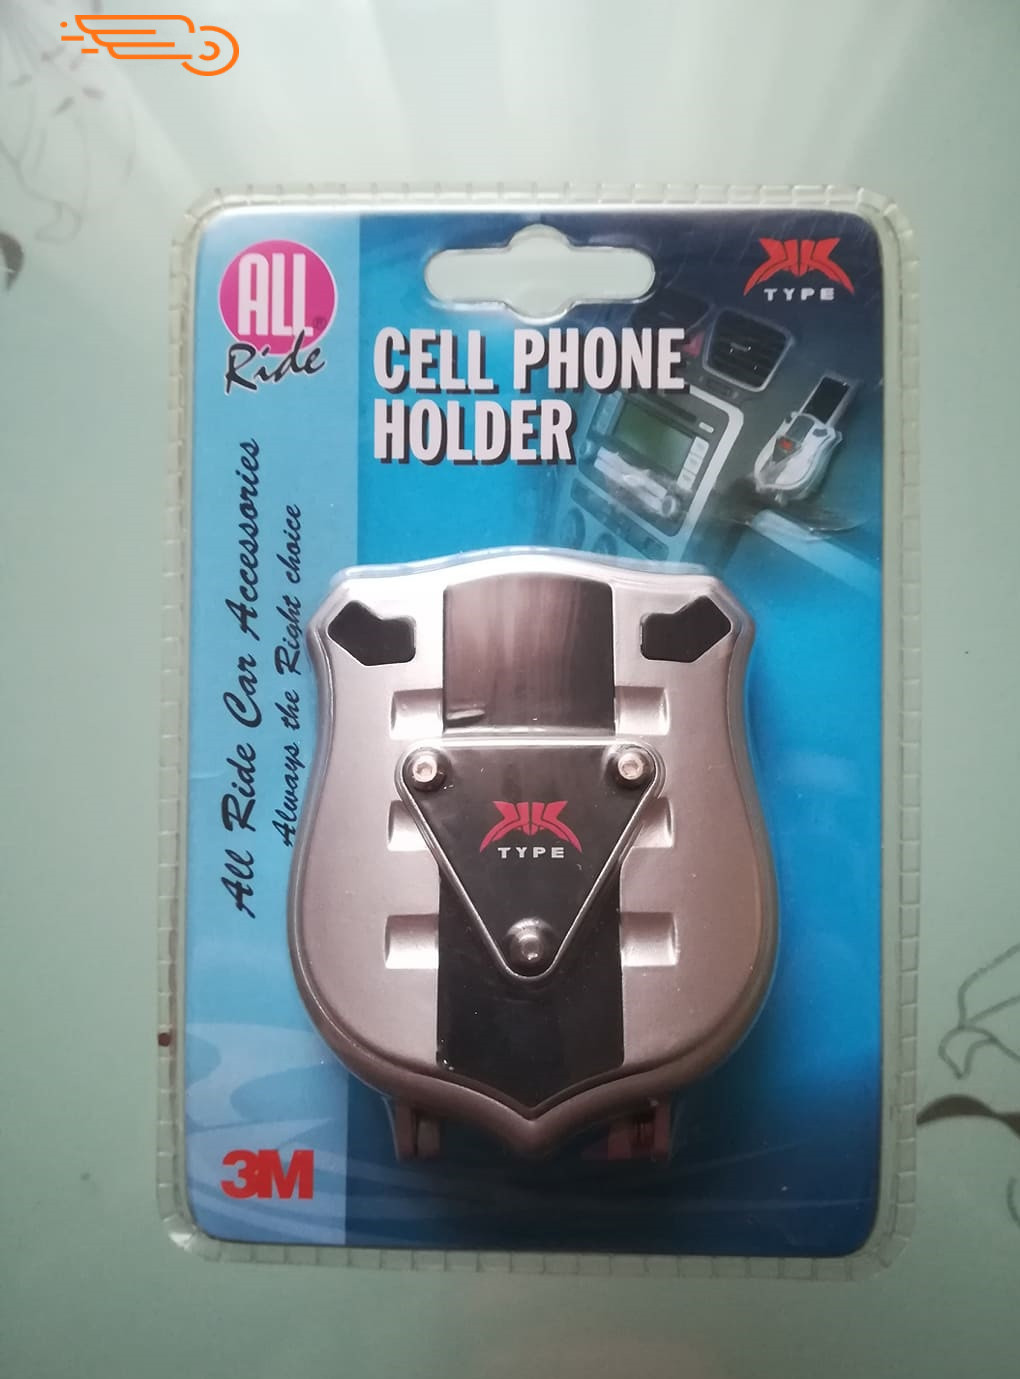 ALL®
Ride
TYPE
CELL PHONE
HOLDER
All Ride Car Accessories
Always the Right choice
TYPE
3M